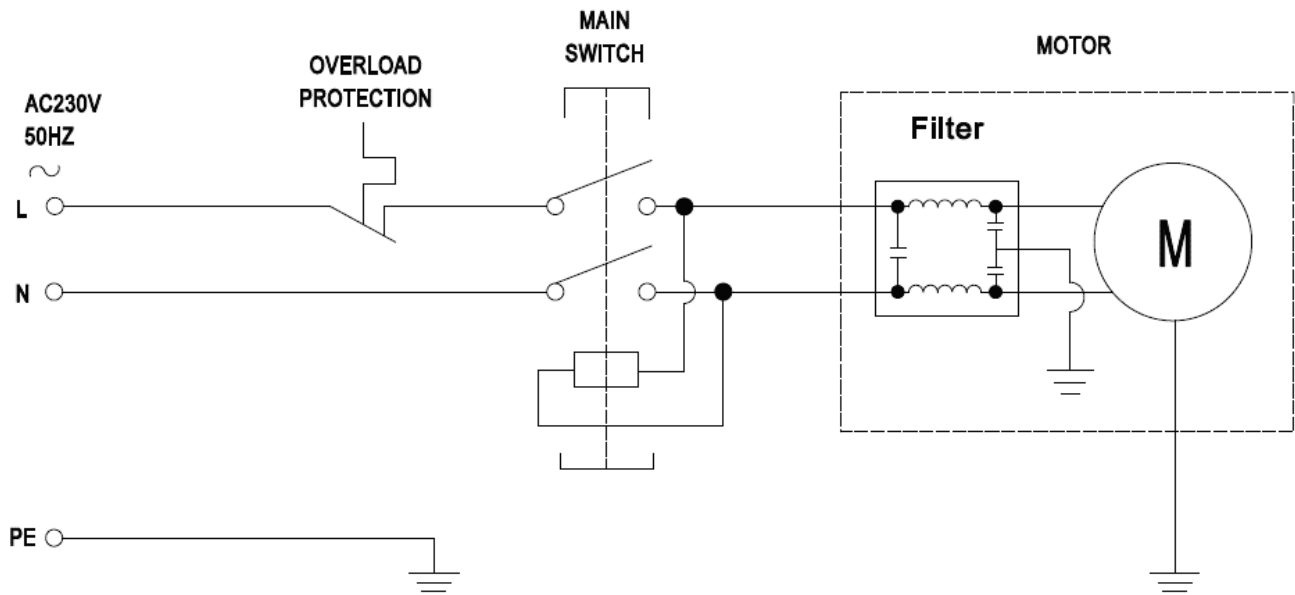 MAIN
SWITCH
MOTOR
OVERLOAD
PROTECTION
AC230V
50HZ
Filter
L
M
N
PE